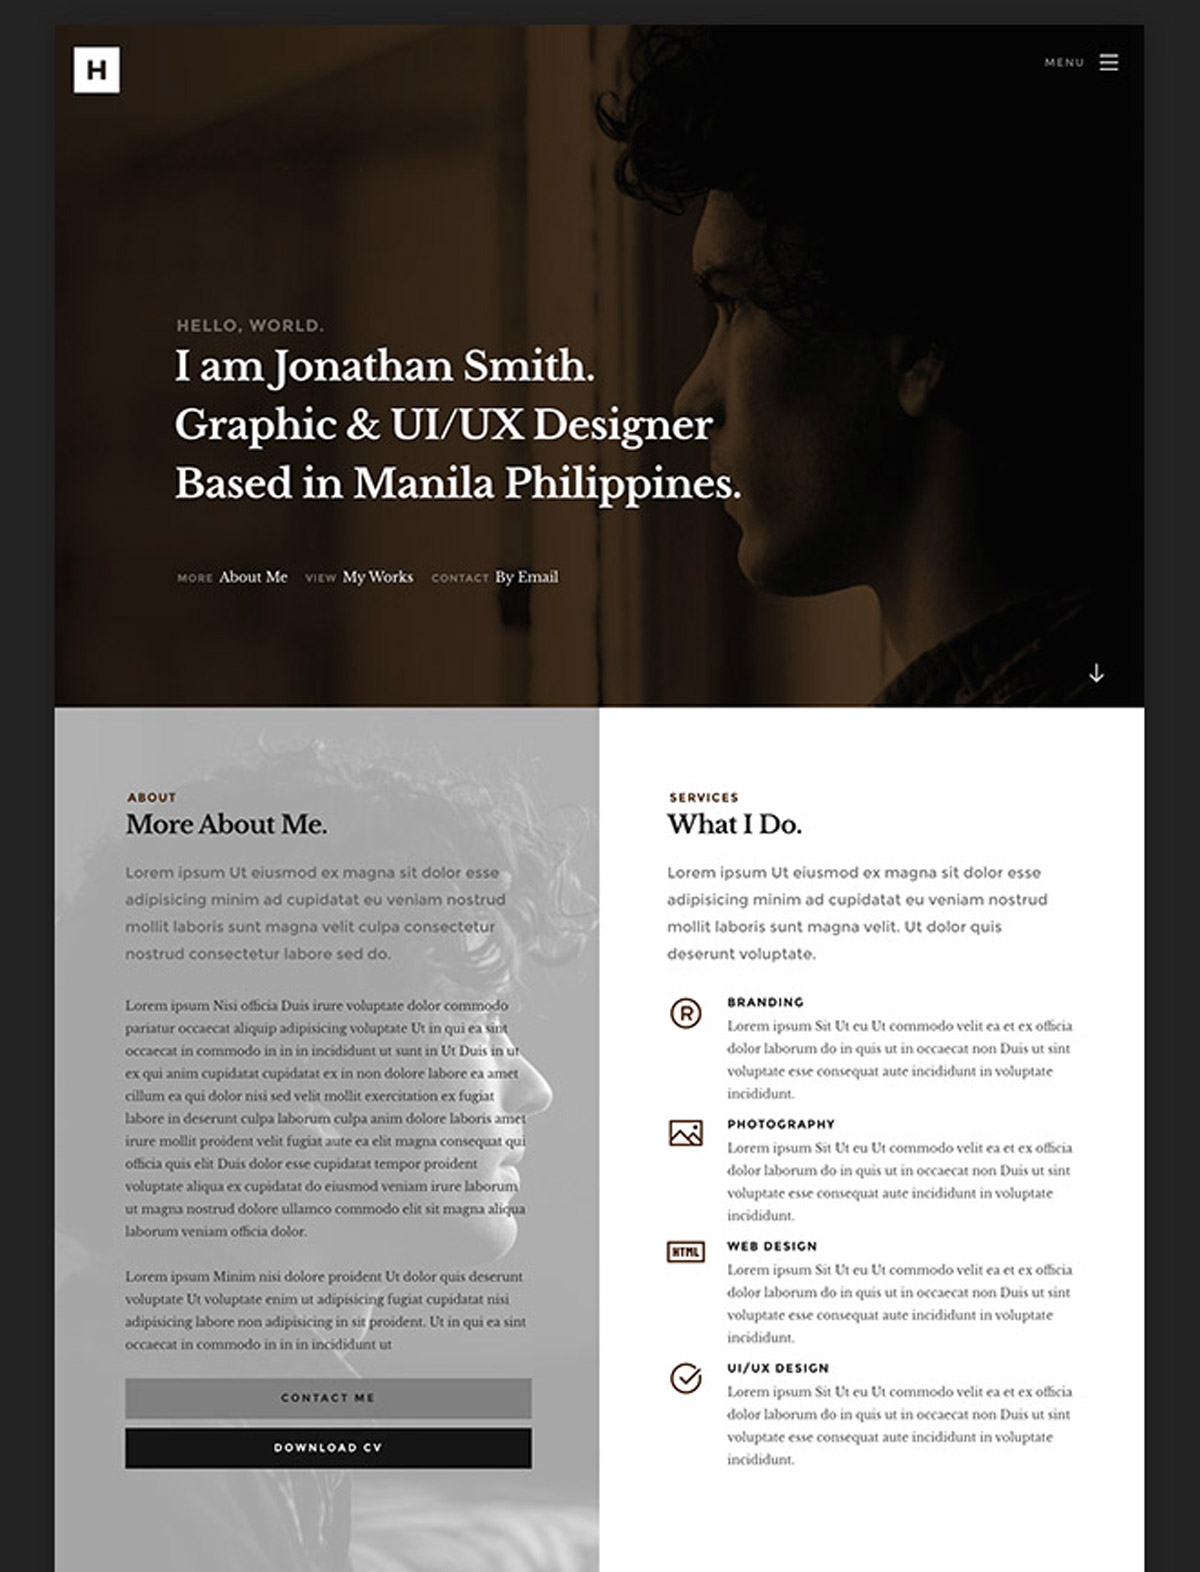 H
MENU
HELLO, WORLD.
I am Jonathan Smith.
Graphic & UI/UX Designer
Based in Manila Philippines.
MORE About Me VIEW My Works CONTACT By Email
ABOUT
More About Me.
Lorem ipsum Ut eiusmod ex magna sit dolor esse
adipisicing minim ad cupidatat eu veniam nostrud
mollit laboris sunt magna velit culpa consectetur
nostrud consectetur labore sed do.
Lorem ipsum Nisi officia Duis irure voluptate dolor commodo
pariatur occaecat aliquip adipisicing voluptate Ut in qui ea sint
occaecat in commodo in in in incididunt ut sunt in Ut Duis in ut
ex qui anim cupidatat cupidatat ex in non dolore labore ea amet
cillum ea qui dolor nisi sed velit mollit exercitation ex fugiat
labore in deserunt culpa laborum culpa anim dolore laboris amet
irure mollit proident velit fugiat aute ea elit magna consequat qui
officia quis elit Duis dolor esse cupidatat tempor proident
voluptate aliqua ex cupidatat do eiusmod veniam irure laborum
ut magna nostrud dolore ullamco commodo elit sit magna aliqua
laborum veniam officia dolor.
Lorem ipsum Minim nisi dolore proident Ut dolor quis deserunt
voluptate Ut voluptate enim ut adipisicing fugiat cupidatat nisi
adipisicing labore non adipisicing in sit proident. Ut in qui ea sint
occaecat in commodo in in in incididunt ut
CONTACT ME
DOWNLOAD CV
SERVICES
What I Do.
Lorem ipsum Ut eiusmod ex magna sit dolor esse
adipisicing minim ad cupidatat eu veniam nostrud
mollit laboris sunt magna velit. Ut dolor quis
deserunt voluptate.
R
BRANDING
Lorem ipsum Sit Ut eu Ut commodo velit ea et ex officia
dolor laborum do in quis ut in occaecat non Duis ut sint
voluptate esse consequat aute incididunt in voluptate
incididunt.
PHOTOGRAPHY
Lorem ipsum Sit Ut eu Ut commodo velit ea et ex officia
dolor laborum do in quis ut in occaecat non Duis ut sint
voluptate esse consequat aute incididunt in voluptate
incididunt.
HTML
WEB DESIGN
Lorem ipsum Sit Ut eu Ut commodo velit ea et ex officia
dolor laborum do in quis ut in occaecat non Duis ut sint
voluptate esse consequat aute incididunt in voluptate
incididunt.
UI/UX DESIGN
Lorem ipsum Sit Ut eu Ut commodo velit ea et ex officia
dolor laborum do in quis ut in occaecat non Duis ut sint
voluptate esse consequat aute incididunt in voluptate
incididunt.